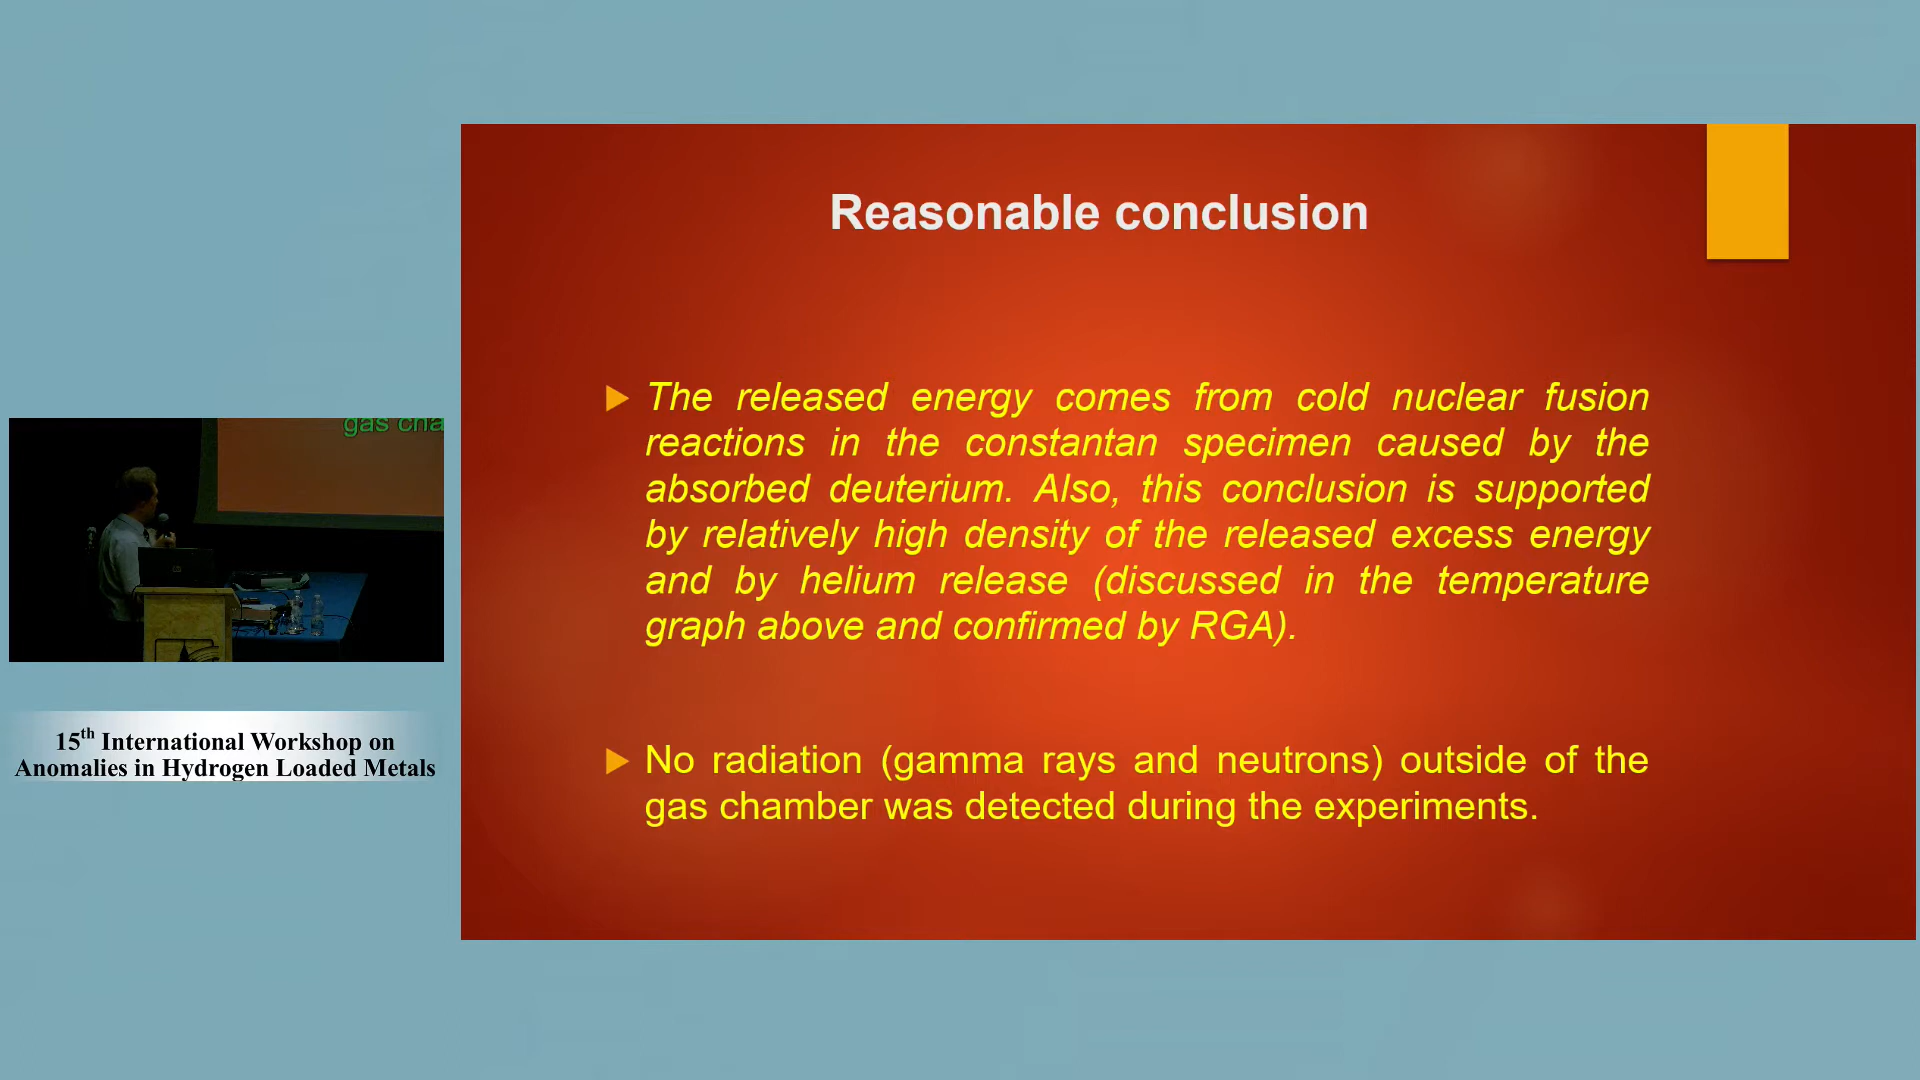 Reasonable conclusion
The released energy comes from cold nuclear fusion
reactions in the constantan specimen caused by the
absorbed deuterium. Also, this conclusion is supported
by relatively high density of the released excess energy
and by helium release (discussed in the temperature
graph above and confirmed by RGA).
No radiation (gamma rays and neutrons) outside of the
gas chamber was detected during the experiments.
gas cha
15th International Workshop on
Anomalies in Hydrogen Loaded Metals